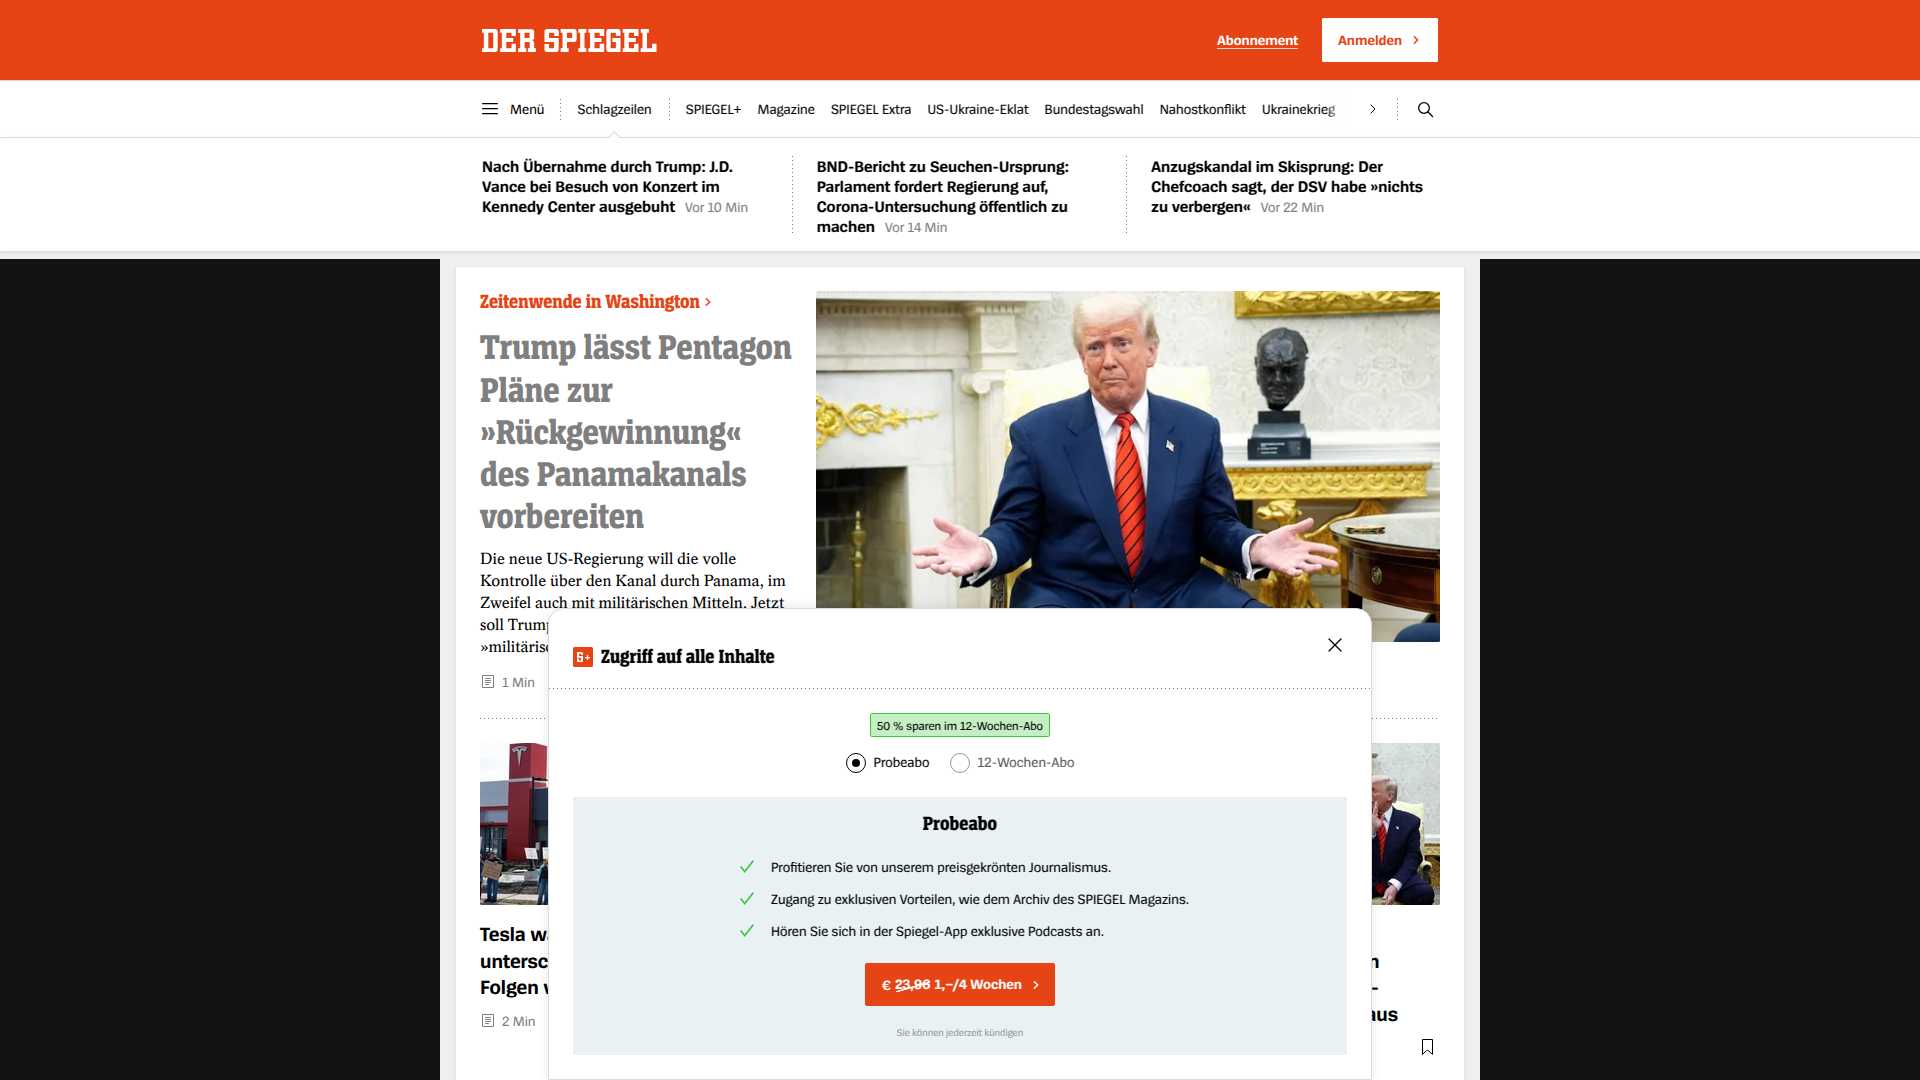 DER SPIEGEL
Abonnement
Anmelden
Menü
Schlagzeilen
SPIEGEL+
Magazine
SPIEGEL Extra
US-Ukraine-Eklat
Bundestagswahl
Nahostkonflikt
Ukrainekrieg
Nach Übernahme durch Trump: J.D.
Vance bei Besuch von Konzert im
Kennedy Center ausgebuht Vor 10 Min
BND-Bericht zu Seuchen-Ursprung:
Parlament fordert Regierung auf,
Corona-Untersuchung öffentlich zu
machen Vor 14 Min
Anzugskandal im Skisprung: Der
Chefcoach sagt, der DSV habe »nichts
zu verbergen« Vor 22 Min
Zeitenwende in Washington
Trump lässt Pentagon
Pläne zur
»Rückgewinnung«
des Panamakanals
vorbereiten
Die neue US-Regierung will die volle
Kontrolle über den Kanal durch Panama, im
Zweifel auch mit militärischen Mitteln. Jetzt
soll Trump
»militäris
1 Min
Zugriff auf alle Inhalte
50 % sparen im 12-Wochen-Abo
Probeabo
12-Wochen-Abo
Probeabo
Profitieren Sie von unserem preisgekrönten Journalismus.
Zugang zu exklusiven Vorteilen, wie dem Archiv des SPIEGEL Magazins.
Hören Sie sich in der Spiegel-App exklusive Podcasts an.
€ 23,96 1,–/4 Wochen
Sie können jederzeit kündigen
Tesla w
untersc
Folgen
2 Min
n
-
aus